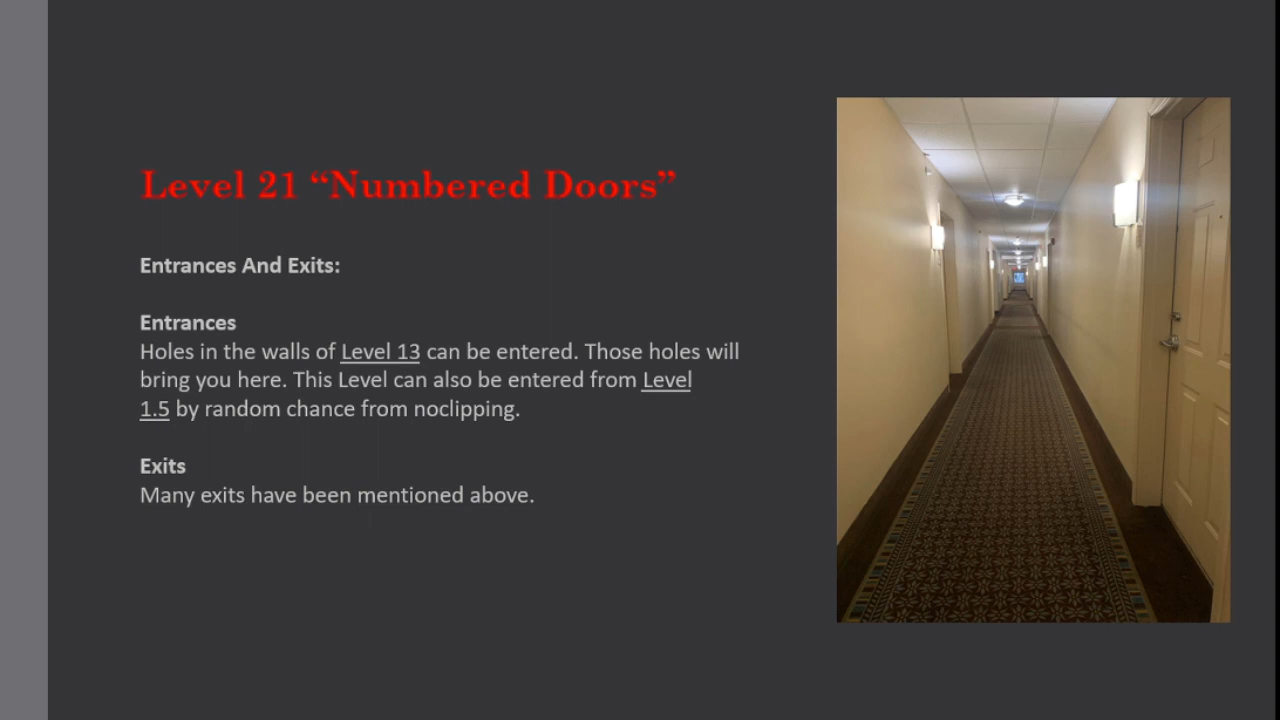 Level 21 “Numbered Doors”
Entrances And Exits:
Entrances
Holes in the walls of Level 13 can be entered. Those holes will
bring you here. This Level can also be entered from Level
1.5 by random chance from noclipping.
Exits
Many exits have been mentioned above.